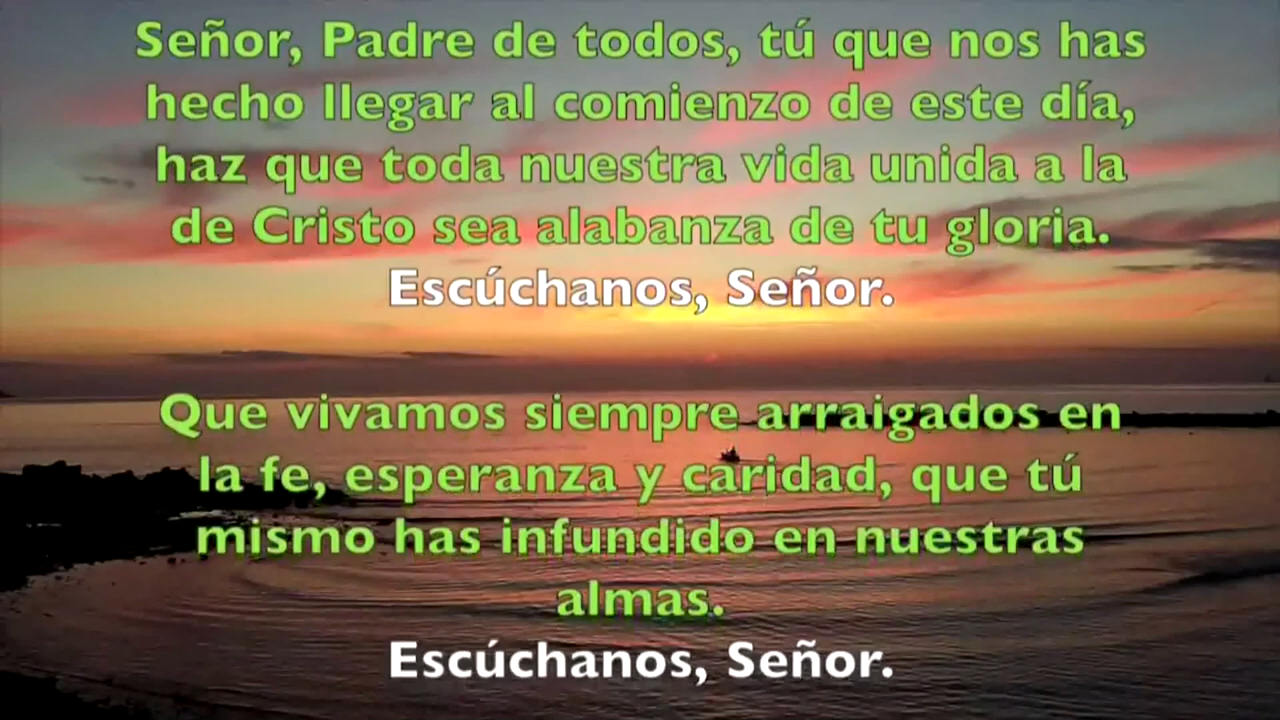 Señor, Padre de todos, tú que nos has
hecho llegar al comienzo de este día,
haz que toda nuestra vida unida a la
de Cristo sea alabanza de tu gloria.
Escúchanos, Señor.
Que vivamos siempre arraigados en
la fe, esperanza y caridad, que tú
mismo has infundido en nuestras
almas.
Escúchanos, Señor.